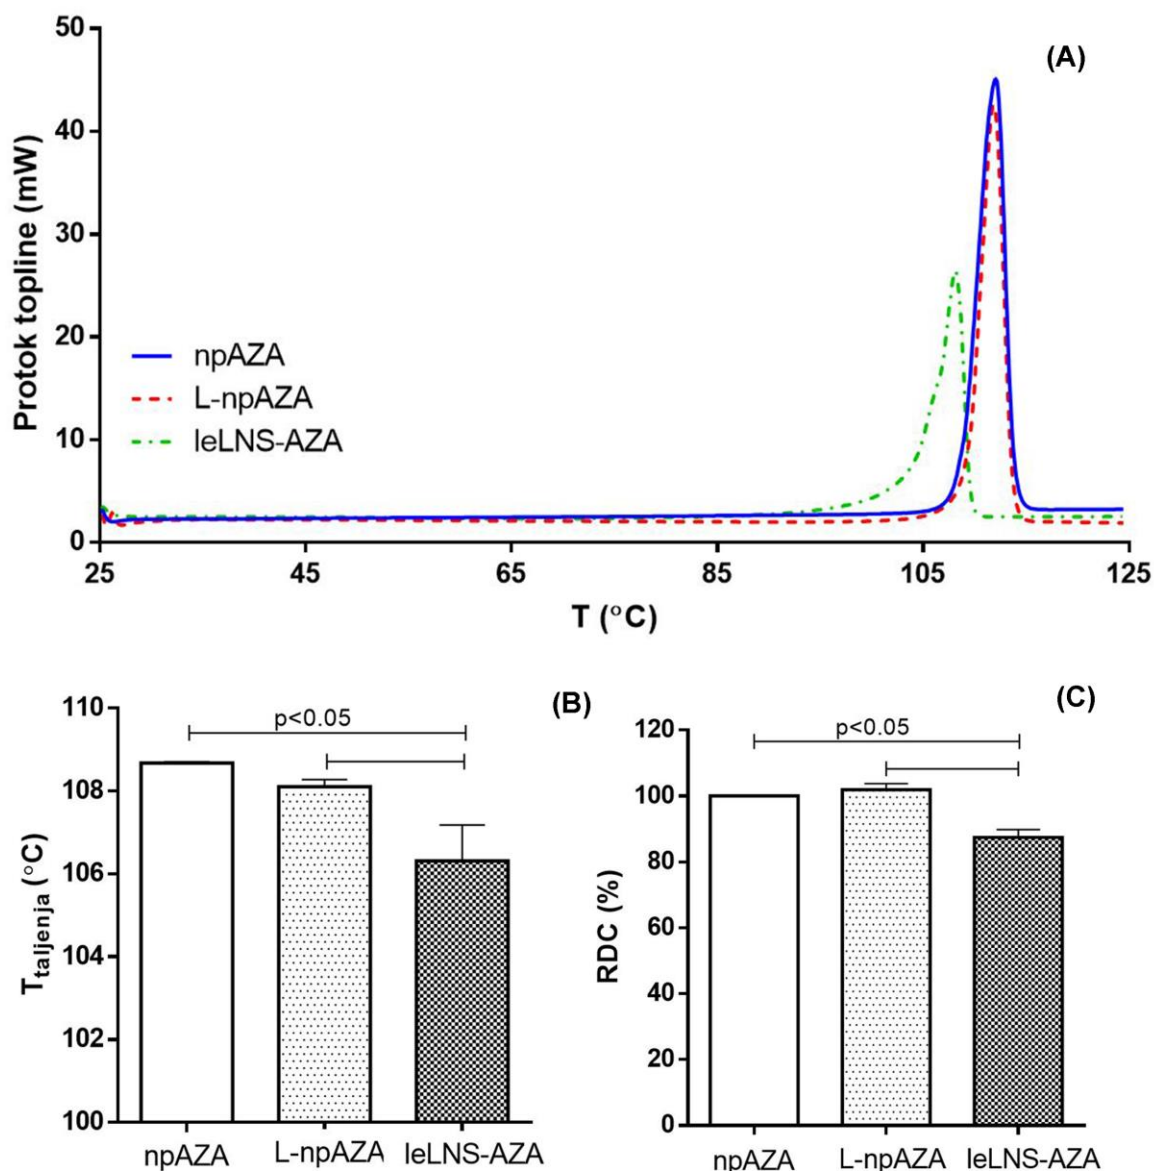 (A)
50
40
30
20
10
0
Protok topline (mW)
npAZA
L-npAZA
leLNS-AZA
25 45 65 85 105 125
T (°C)
(B)
p<0.05
110
108
106
104
102
100
Ttaljenja (°C)
npAZA L-npAZA leLNS-AZA
(C)
p<0.05
120
100
80
60
40
20
0
RDC (%)
npAZA L-npAZA leLNS-AZA